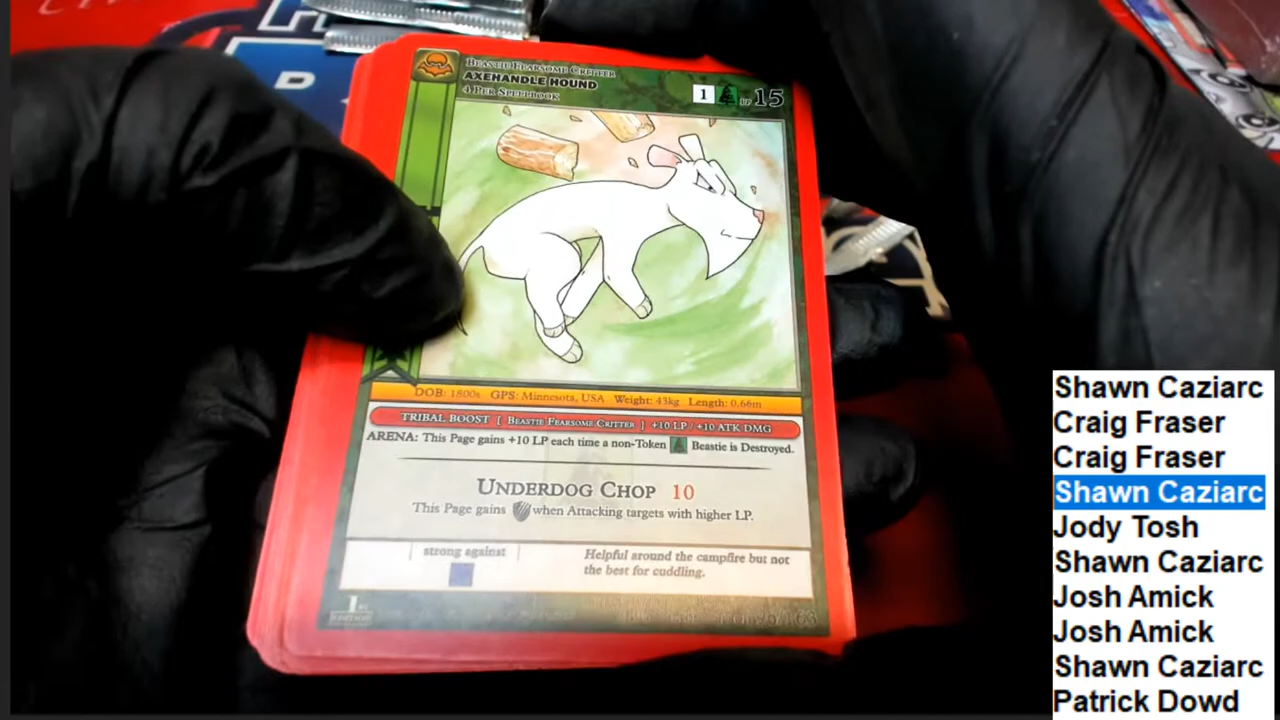 BEASTIE FEARSOME CRITTER
AXEHANDLE HOUND
4 PER SPELLBOOK
1 LP 15
DOB: 1800s GPS: Minnesota, USA Weight: 43kg Length: 0.66m
TRIBAL BOOST [ BEASTIE FEARSOME CRITTER ] +10 LP / +10 ATK DMG
ARENA: This Page gains +10 LP each time a non-Token Beastie is Destroyed.
UNDERDOG CHOP 10
This Page gains when Attacking targets with higher LP.
strong against
Helpful around the campfire but not
the best for cuddling.
1ST
EDITION
Shawn Caziarc
Craig Fraser
Craig Fraser
Shawn Caziarc
Jody Tosh
Shawn Caziarc
Josh Amick
Josh Amick
Shawn Caziarc
Patrick Dowd